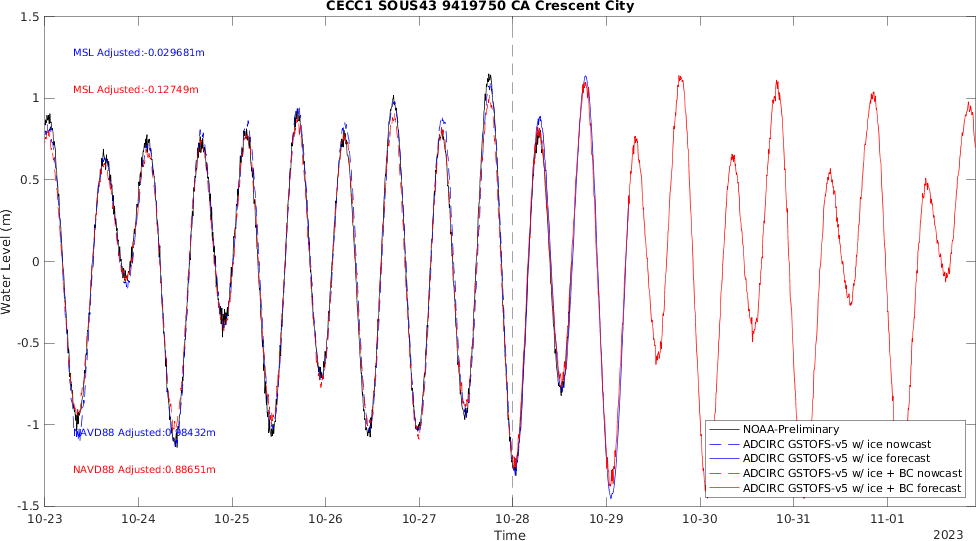 CECC1 SOUS43 9419750 CA Crescent City
1.5
MSL Adjusted:-0.029681m
MSL Adjusted:-0.12749m
1
0.5
0
-0.5
-1
-1.5
Water Level (m)
NAVD88 Adjusted:0.98432m
NAVD88 Adjusted:0.88651m
NOAA-Preliminary
ADCIRC GSTOFS-v5 w/ ice nowcast
ADCIRC GSTOFS-v5 w/ ice forecast
ADCIRC GSTOFS-v5 w/ ice + BC nowcast
ADCIRC GSTOFS-v5 w/ ice + BC forecast
10-23 10-24 10-25 10-26 10-27 10-28 10-29 10-30 10-31 11-01
Time
2023